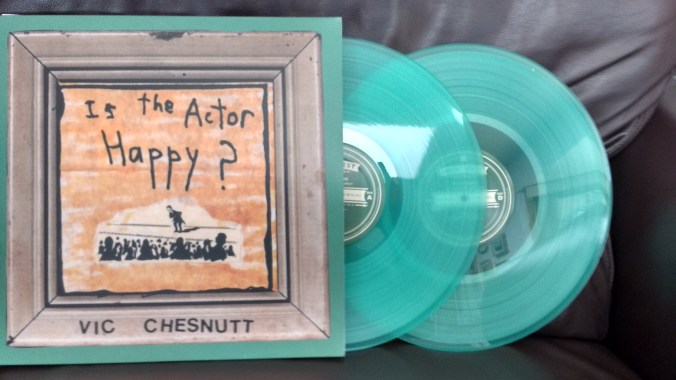 Is the Actor
Happy?
VIC CHESNUTT
A